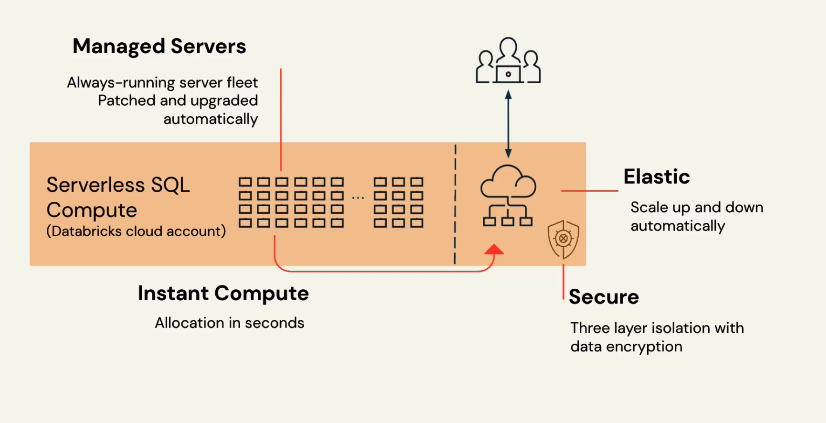 Managed Servers
Always-running server fleet
Patched and upgraded
automatically
Serverless SQL
Compute
(Databricks cloud account)
...
Elastic
Scale up and down
automatically
Instant Compute
Allocation in seconds
Secure
Three layer isolation with
data encryption